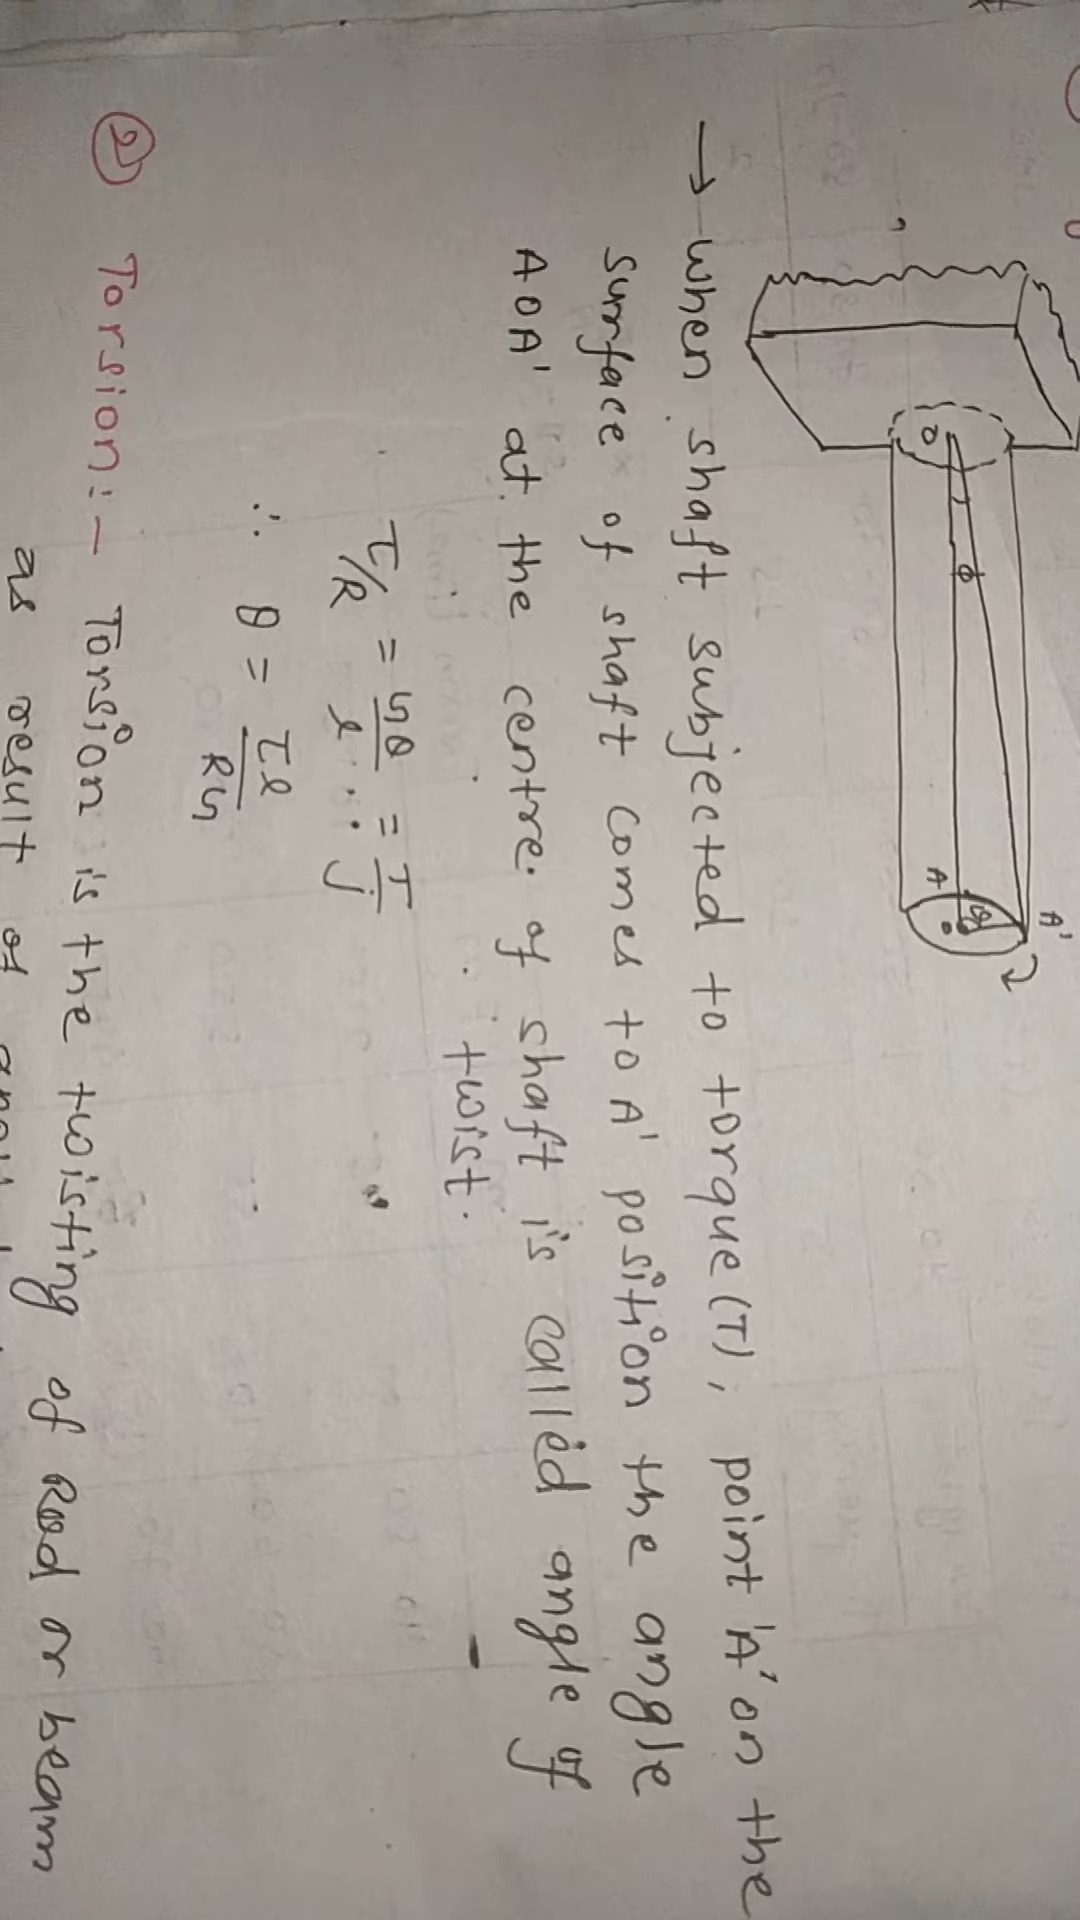 O
φ
A
θ
A'
→ When shaft subjected to torque (T), point 'A' on the
surface of shaft comes to A' position the angle
AOA' at the centre of shaft is called angle of
twist.
τ/R = Gθ/l = T/J
∴ θ = τl/RG
② Torsion:- Torsion is the twisting of Rod or beam
as result of